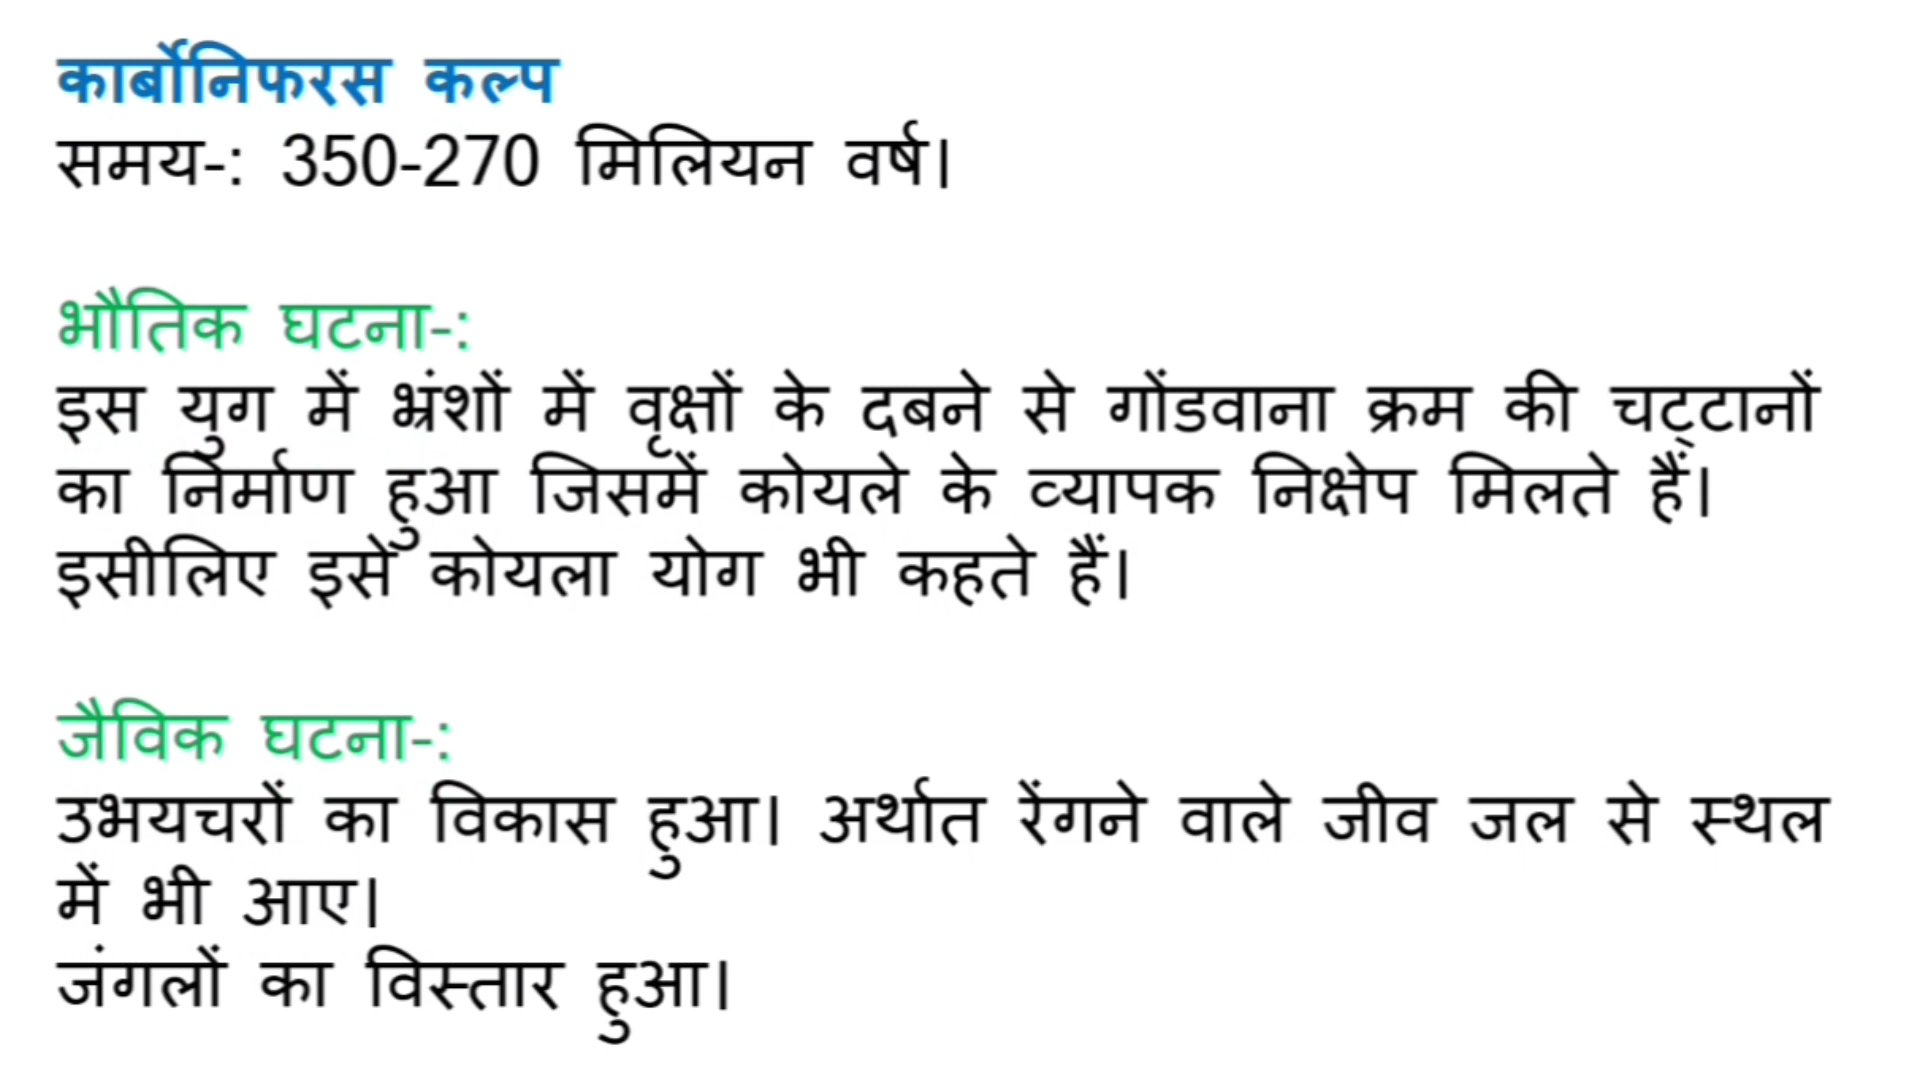 कार्बोनिफरस कल्प
समय-: 350-270 मिलियन वर्ष।
भौतिक घटना-:
इस युग में भ्रंशों में वृक्षों के दबने से गोंडवाना क्रम की चट्टानों
का निर्माण हुआ जिसमें कोयले के व्यापक निक्षेप मिलते हैं।
इसीलिए इसे कोयला योग भी कहते हैं।
जैविक घटना-:
उभयचरों का विकास हुआ। अर्थात रेंगने वाले जीव जल से स्थल
में भी आए।
जंगलों का विस्तार हुआ।